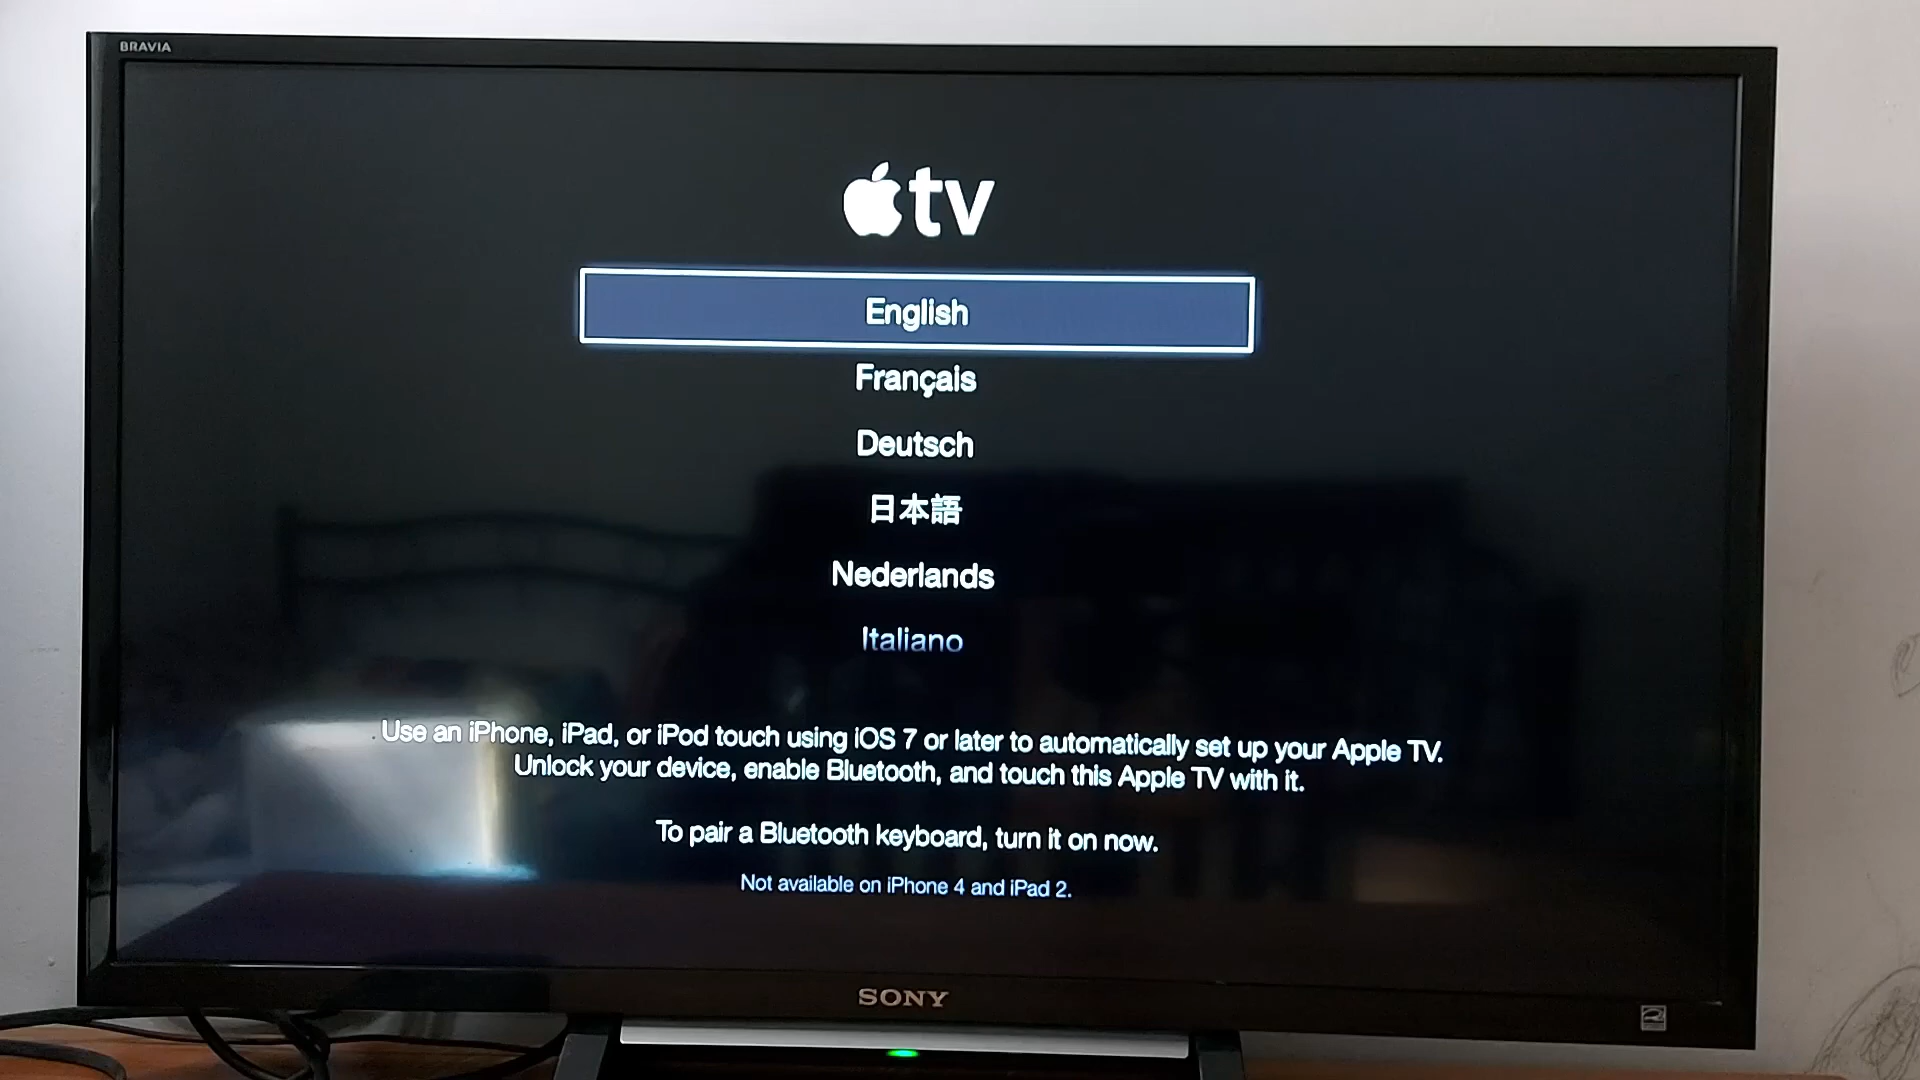 BRAVIA
tv
English
Français
Deutsch
日本語
Nederlands
Italiano
Use an iPhone, iPad, or iPod touch using iOS 7 or later to automatically set up your Apple TV.
Unlock your device, enable Bluetooth, and touch this Apple TV with it.
To pair a Bluetooth keyboard, turn it on now.
Not available on iPhone 4 and iPad 2.
SONY